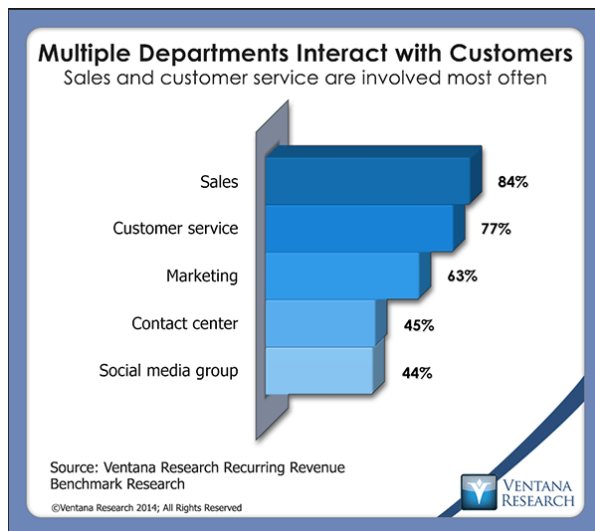 Multiple Departments Interact with Customers
Sales and customer service are involved most often
Sales 84%
Customer service 77%
Marketing 63%
Contact center 45%
Social media group 44%
Source: Ventana Research Recurring Revenue
Benchmark Research
©Ventana Research 2014; All Rights Reserved
VENTANA
RESEARCH